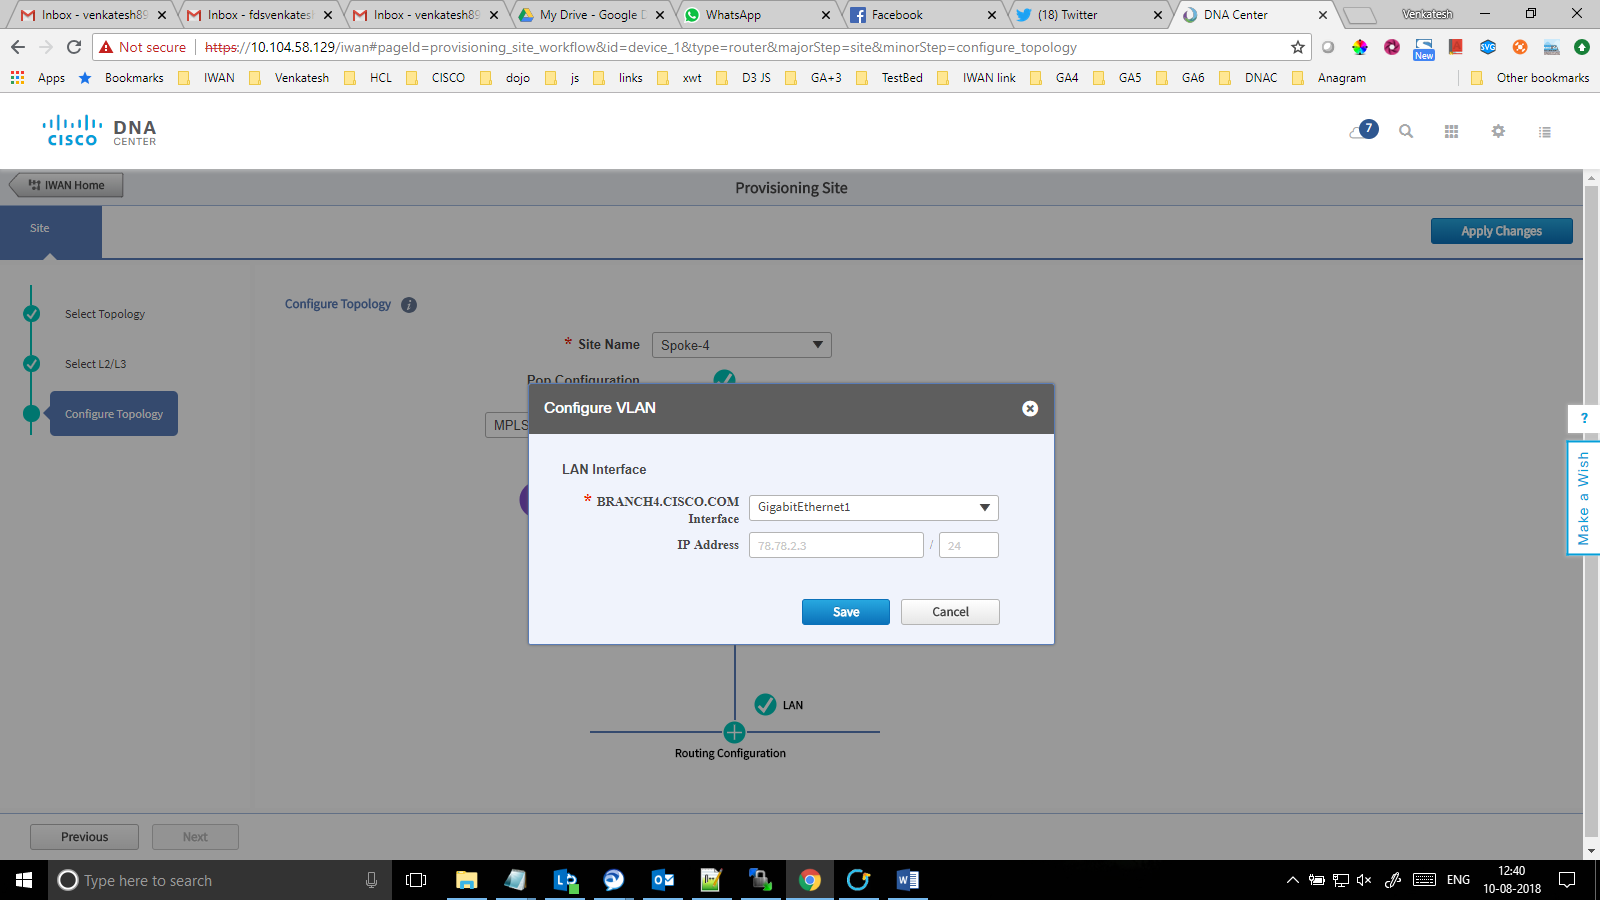 Inbox - venkatesh89
Inbox - fdsvenkatesh
Inbox - venkatesh89
My Drive - Google D
WhatsApp
Facebook
(18) Twitter
DNA Center
Venkatesh
Not secure
https://10.104.58.129/iwan#pageId=provisioning_site_workflow&id=device_1&type=router&majorStep=site&minorStep=configure_topology
New
Apps
Bookmarks
IWAN
Venkatesh
HCL
CISCO
dojo
js
links
xwt
D3 JS
GA+3
TestBed
IWAN link
GA4
GA5
GA6
DNAC
Anagram
Other bookmarks
CISCO
DNA
CENTER
7
IWAN Home
Provisioning Site
Site
Apply Changes
Select Topology
Select L2/L3
Configure Topology
Configure Topology i
* Site Name
Spoke-4
Pop Configuration
MPLS
Configure VLAN
LAN Interface
* BRANCH4.CISCO.COM
Interface
GigabitEthernet1
IP Address
78.78.2.3
/
24
Save
Cancel
LAN
Routing Configuration
?
Make a Wish
Previous
Next
Type here to search
ENG
12:40
10-08-2018